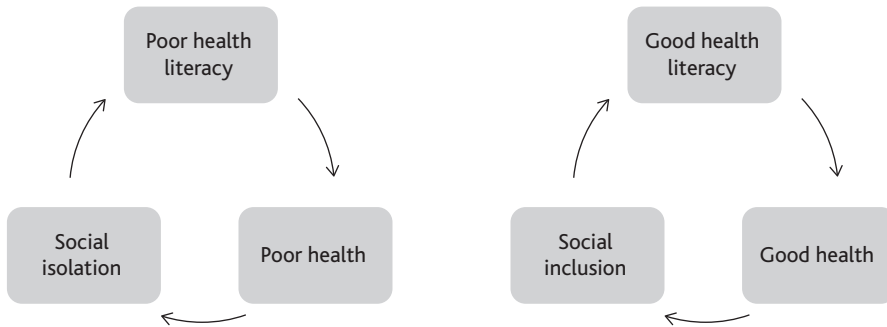 Poor health
literacy
Social
isolation
Poor health
Good health
literacy
Social
inclusion
Good health